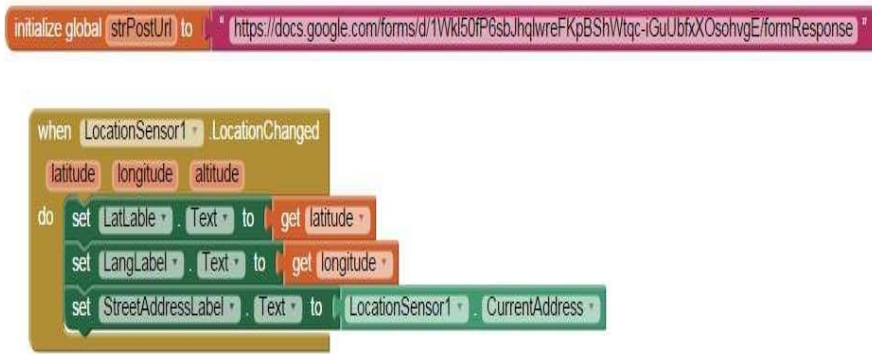 initialize global strPostUrl to " https://docs.google.com/forms/d/1Wkl50fP6sbJhqlwreFKpBShWtqc-iGuUbfxXOsohvgE/formResponse "
when LocationSensor1 .LocationChanged
latitude longitude altitude
do set LatLable . Text to get latitude
set LangLabel . Text to get longitude
set StreetAddressLabel . Text to LocationSensor1 . CurrentAddress